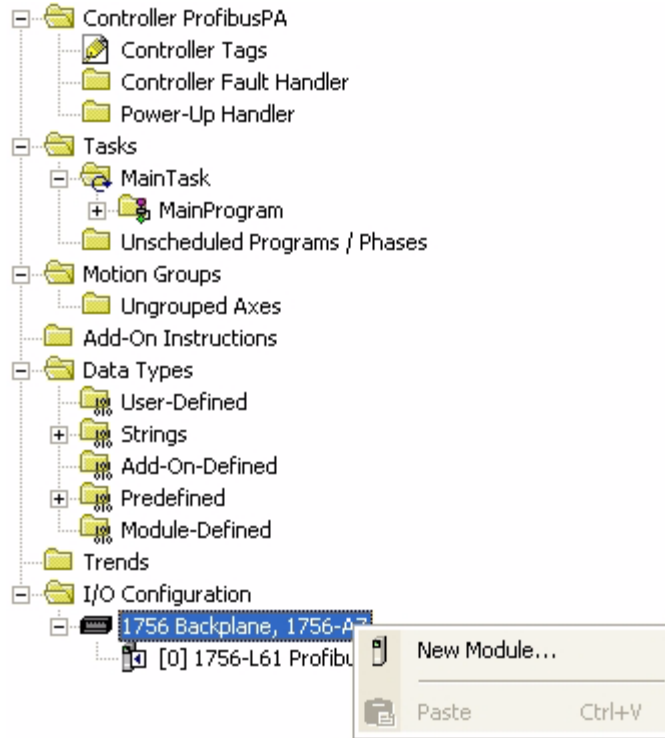 Controller ProfibusPA
Controller Tags
Controller Fault Handler
Power-Up Handler
Tasks
MainTask
MainProgram
Unscheduled Programs / Phases
Motion Groups
Ungrouped Axes
Add-On Instructions
Data Types
User-Defined
Strings
Add-On-Defined
Predefined
Module-Defined
Trends
I/O Configuration
1756 Backplane, 1756-A7
[0] 1756-L61 Profibu
New Module...
Paste Ctrl+V